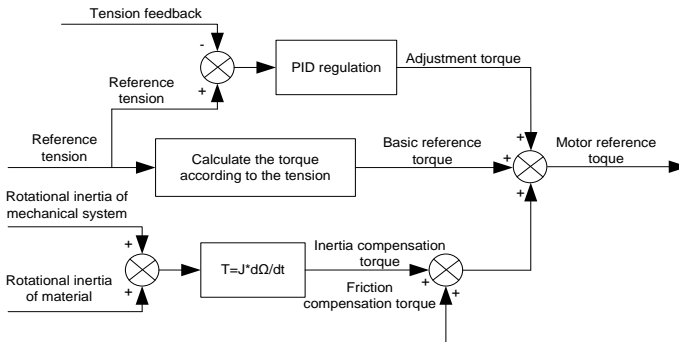 Tension feedback
-
PID regulation
Adjustment torque
Reference
tension
+
Reference
tension
Calculate the torque
according to the tension
Basic reference
torque
+
+
+
Motor reference
toque
Rotational inertia of
mechanical system
+
Rotational inertia
of material
+
T=J*dΩ/dt
Inertia compensation
torque
+
Friction
compensation torque
+